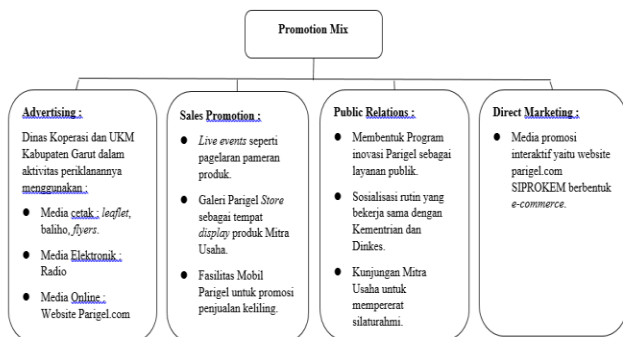 Promotion Mix
Advertising :
Dinas Koperasi dan UKM
Kabupaten Garut dalam
aktivitas periklanannya
menggunakan :
● Media cetak : leaflet,
baliho, flyers.
● Media Elektronik :
Radio
● Media Online :
Website Parigel.com
Sales Promotion :
● Live events seperti
pagelaran pameran
produk.
● Galeri Parigel Store
sebagai tempat
display produk Mitra
Usaha.
● Fasilitas Mobil
Parigel untuk promosi
penjualan keliling.
Public Relations :
● Membentuk Program
inovasi Parigel sebagai
layanan publik.
● Sosialisasi rutin yang
bekerja sama dengan
Kementrian dan
Dinkes.
● Kunjungan Mitra
Usaha untuk
mempererat
silaturahmi.
Direct Marketing :
● Media promosi
interaktif yaitu website
parigel.com
SIPROKEM berbentuk
e-commerce.